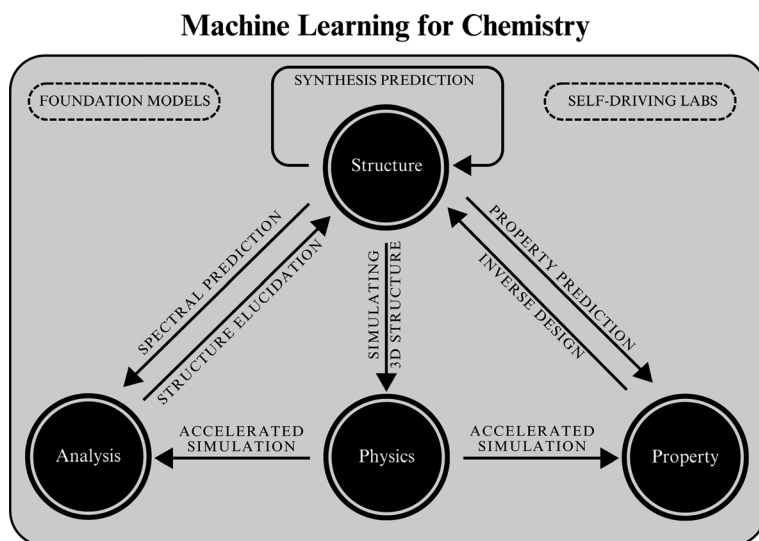 Machine Learning for Chemistry
FOUNDATION MODELS
SYNTHESIS PREDICTION
SELF-DRIVING LABS
Structure
SPECTRAL PREDICTION
STRUCTURE ELUCIDATION
SIMULATING
3D STRUCTURE
PROPERTY PREDICTION
INVERSE DESIGN
Analysis
ACCELERATED
SIMULATION
Physics
ACCELERATED
SIMULATION
Property